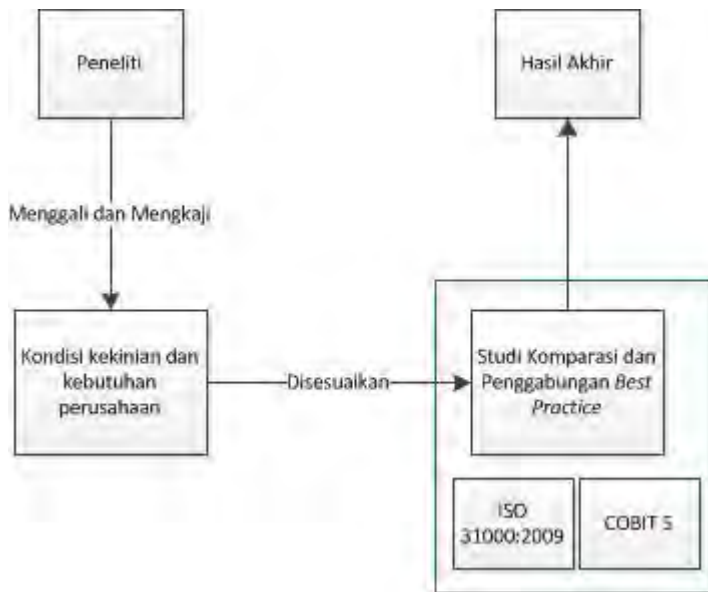 Peneliti
Hasil Akhir
Menggali dan Mengkaji
Kondisi kekinian dan
kebutuhan
perusahaan
Disesuaikan
Studi Komparasi dan
Penggabungan Best
Practice
ISO
31000:2009
COBIT 5